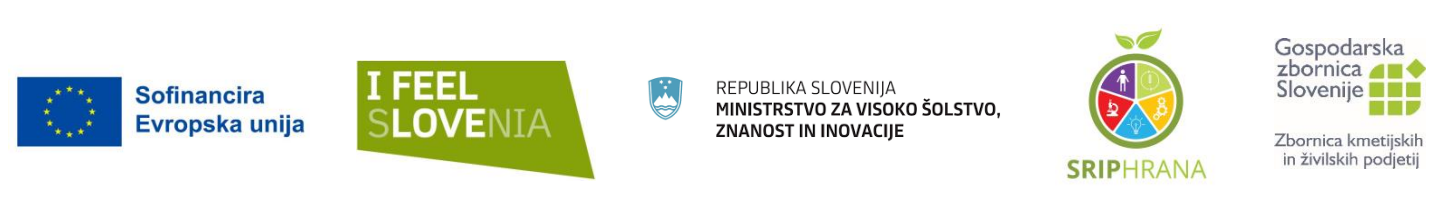 Sofinancira
Evropska unija
I FEEL
SLOVENIA
REPUBLIKA SLOVENIJA
MINISTRSTVO ZA VISOKO ŠOLSTVO,
ZNANOST IN INOVACIJE
SRIPHRANA
Gospodarska
zbornica
Slovenije
Zbornica kmetijskih
in živilskih podjetij